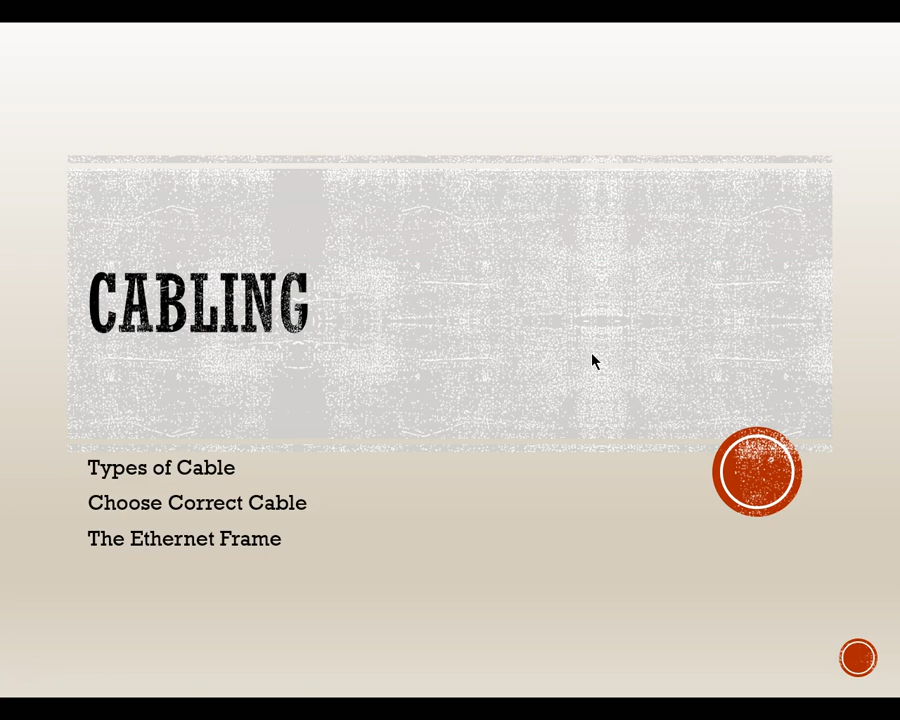 CABLING
Types of Cable
Choose Correct Cable
The Ethernet Frame